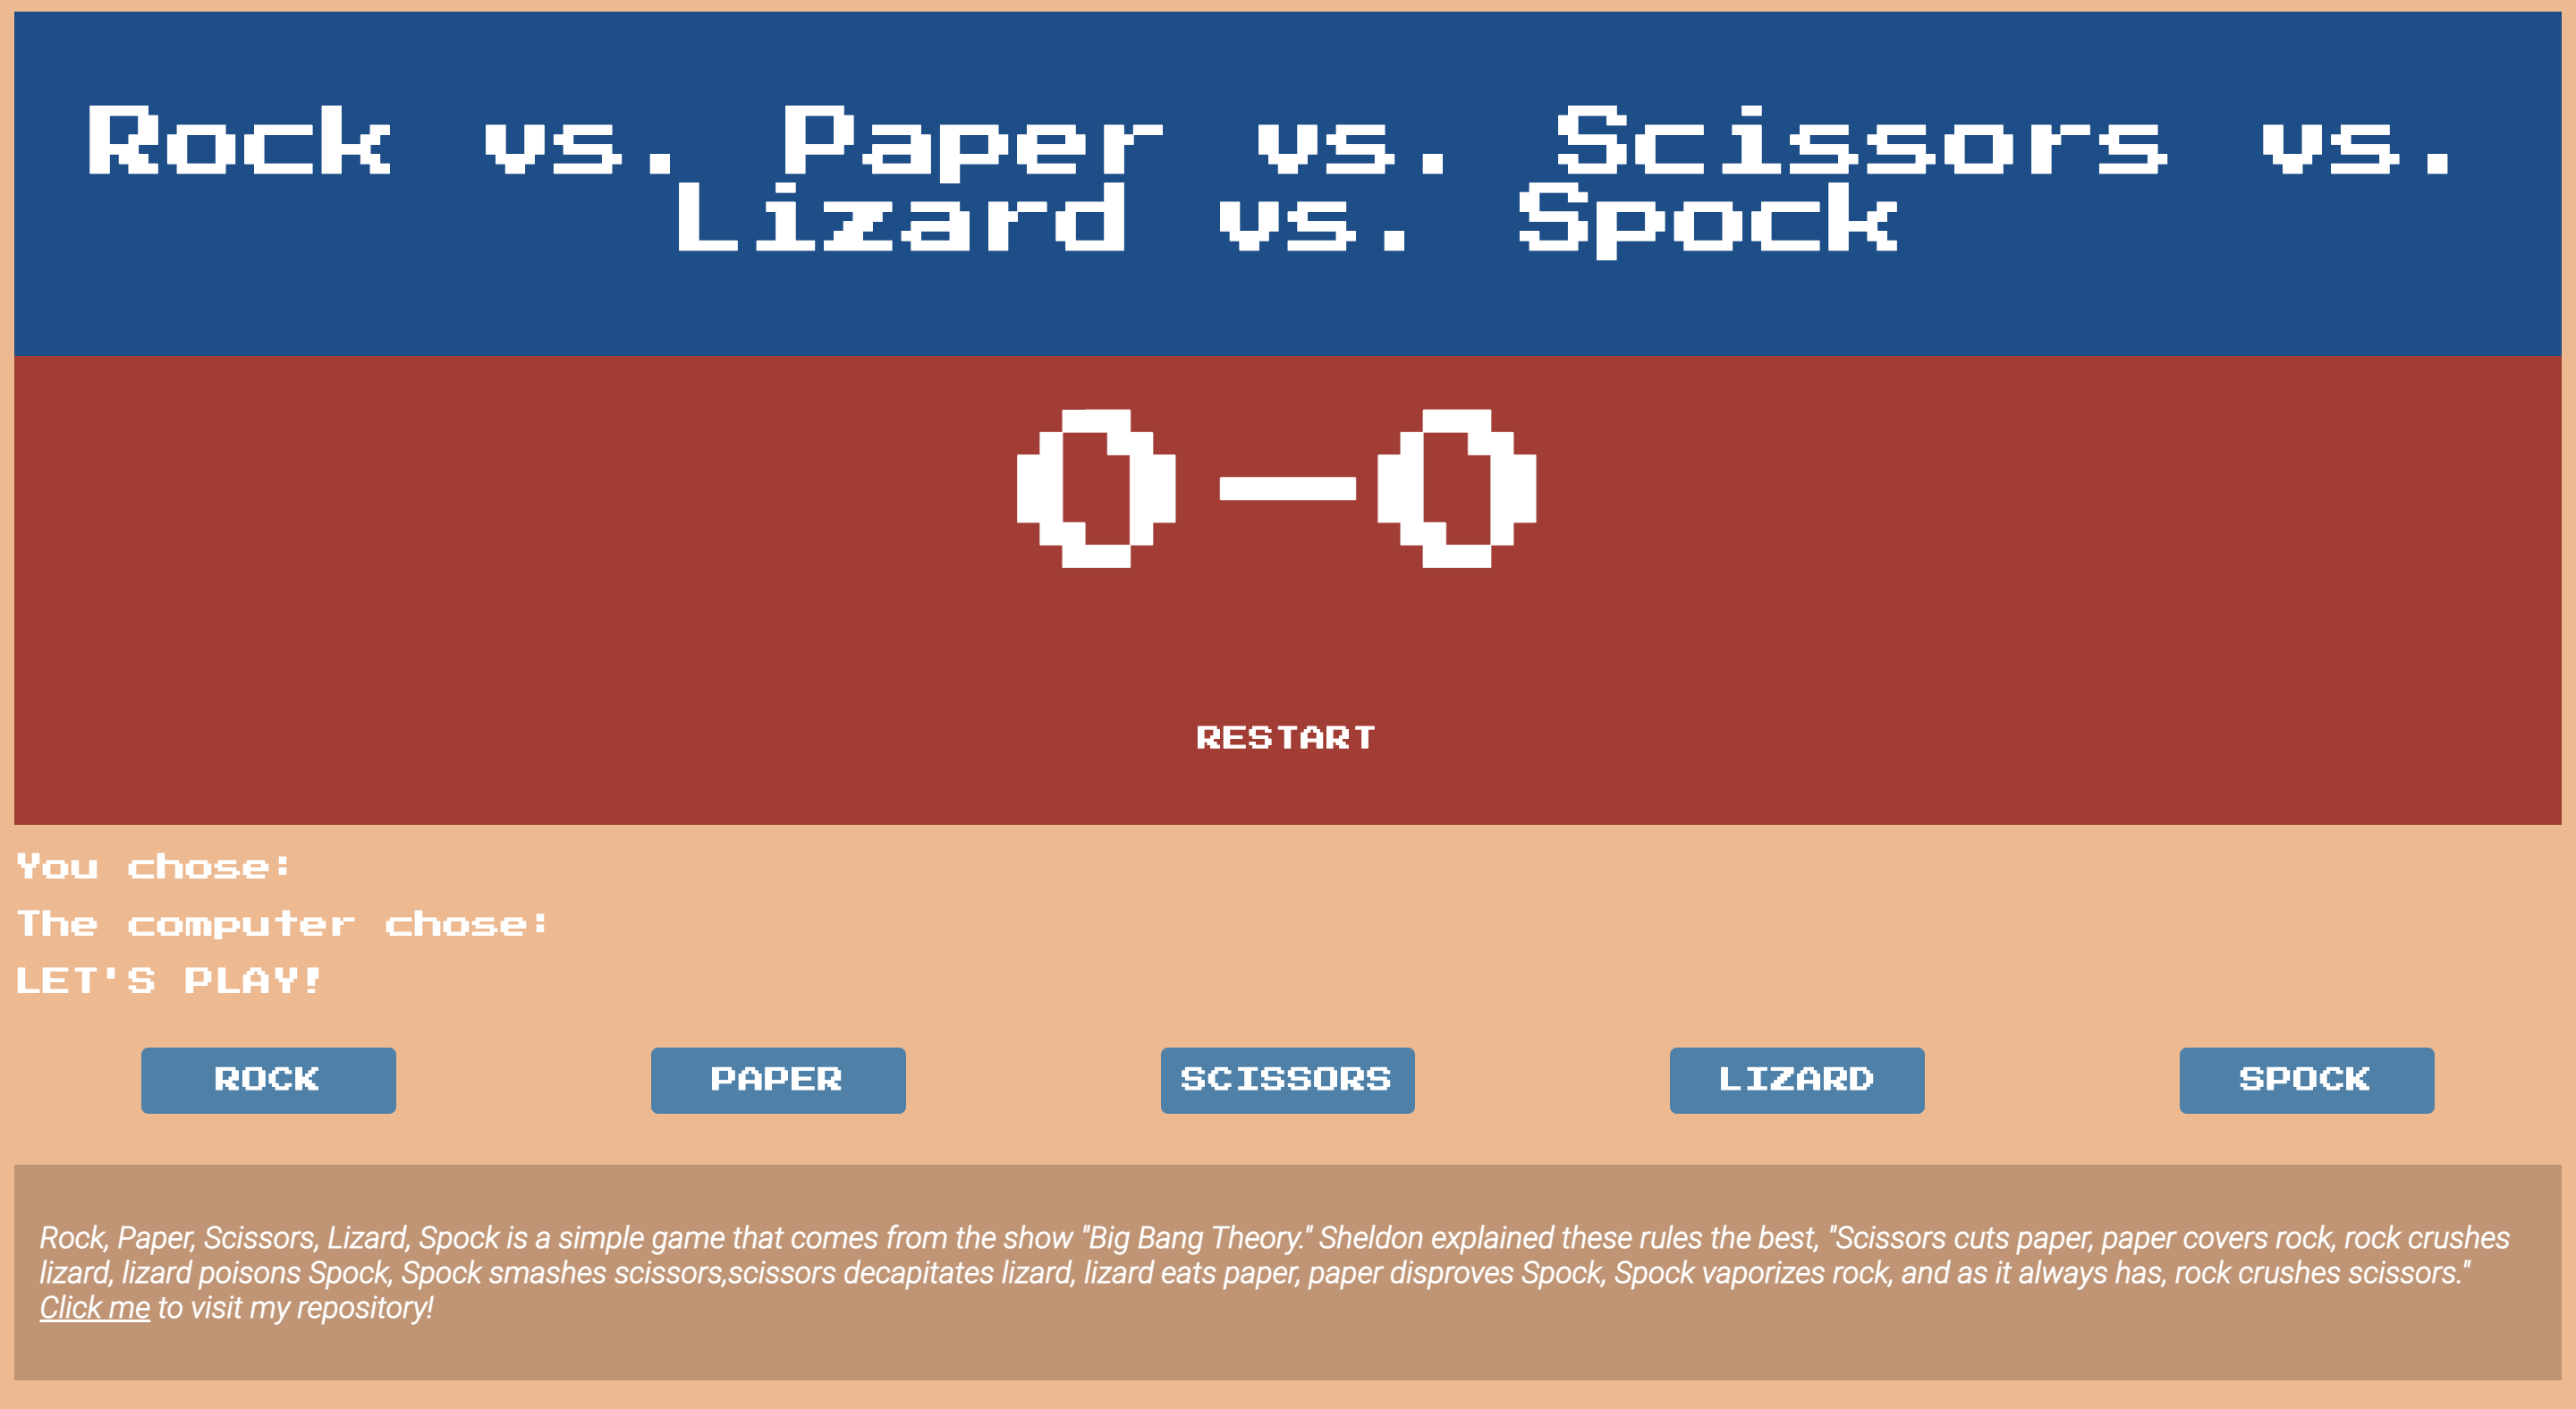 Rock vs. Paper vs. Scissors vs.
Lizard vs. Spock
0-0
RESTART
You chose:
The computer chose:
LET'S PLAY!
ROCK PAPER SCISSORS LIZARD SPOCK
Rock, Paper, Scissors, Lizard, Spock is a simple game that comes from the show "Big Bang Theory." Sheldon explained these rules the best, "Scissors cuts paper, paper covers rock, rock crushes
lizard, lizard poisons Spock, Spock smashes scissors,scissors decapitates lizard, lizard eats paper, paper disproves Spock, Spock vaporizes rock, and as it always has, rock crushes scissors."
Click me to visit my repository!